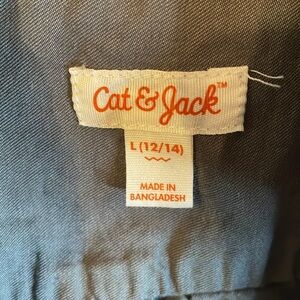 Cat & Jack™
L (12/14)
MADE IN
BANGLADESH